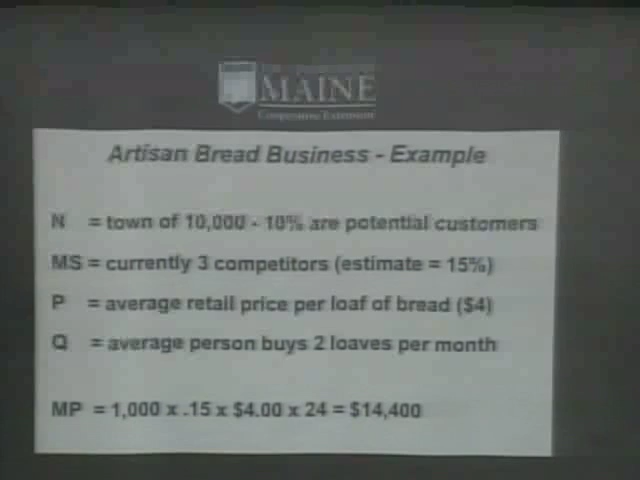 MAINE
Cooperative Extension
Artisan Bread Business - Example
N = town of 10,000 - 10% are potential customers
MS = currently 3 competitors (estimate = 15%)
P = average retail price per loaf of bread ($4)
Q = average person buys 2 loaves per month
MP = 1,000 x .15 x $4.00 x 24 = $14,400